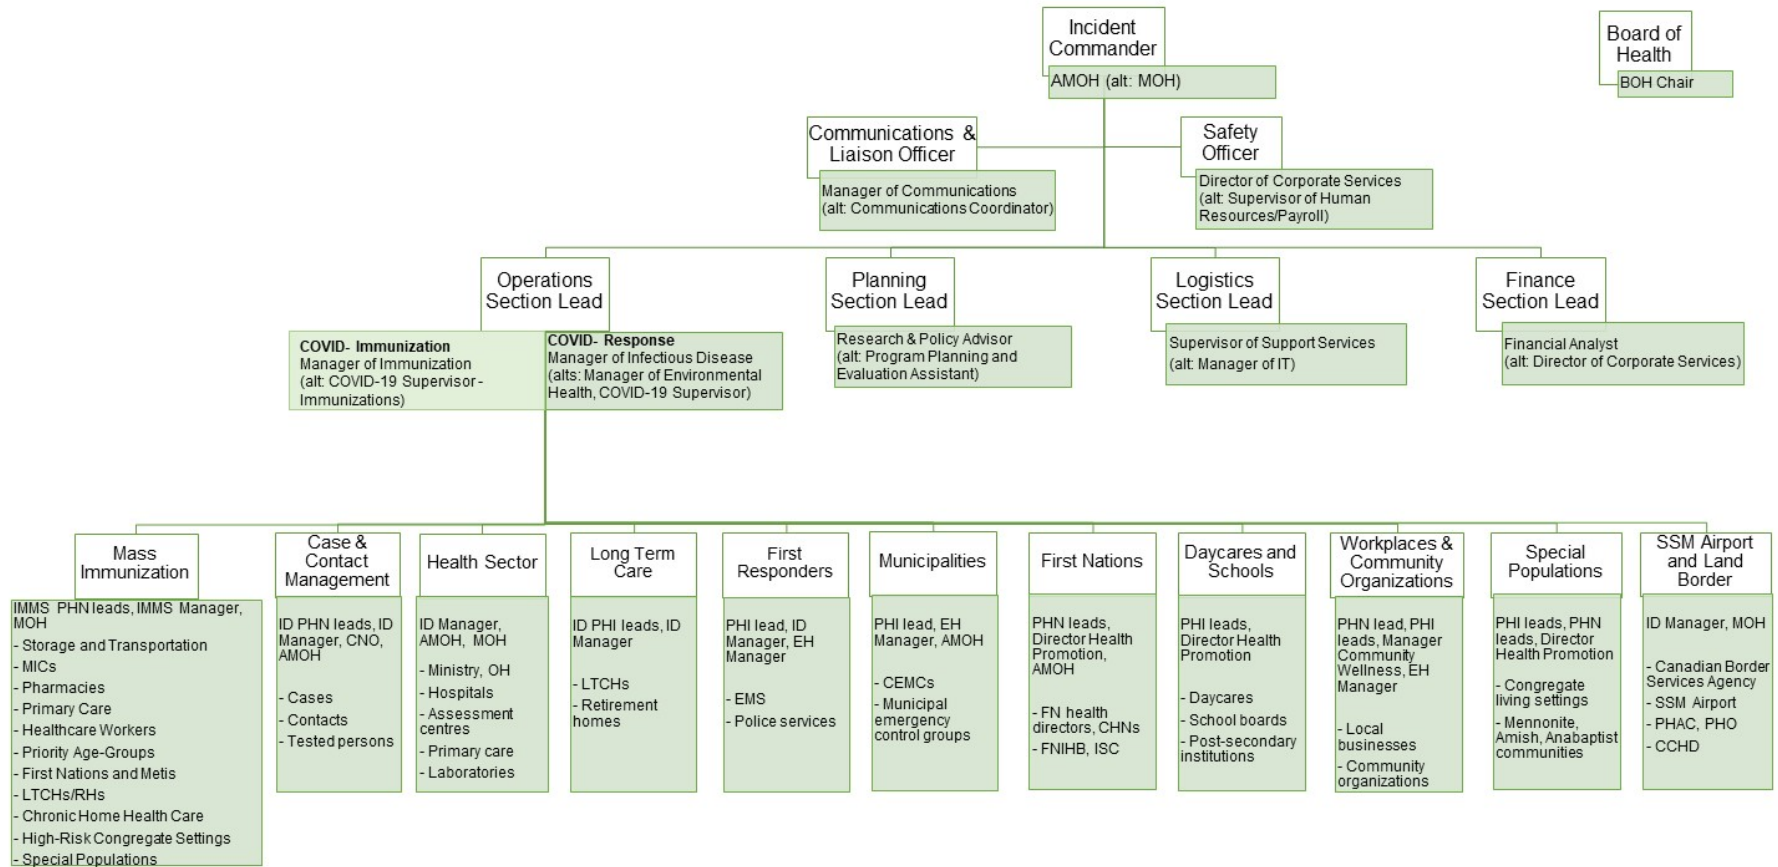 Incident
Commander
AMOH (alt: MOH)
Board of
Health
BOH Chair
Communications &
Liaison Officer
Manager of Communications
(alt: Communications Coordinator)
Safety
Officer
Director of Corporate Services
(alt: Supervisor of Human
Resources/Payroll)
Operations
Section Lead
COVID- Immunization
Manager of Immunization
(alt: COVID-19 Supervisor -
Immunizations)
COVID- Response
Manager of Infectious Disease
(alts: Manager of Environmental
Health, COVID-19 Supervisor)
Planning
Section Lead
Research & Policy Advisor
(alt: Program Planning and
Evaluation Assistant)
Logistics
Section Lead
Supervisor of Support Services
(alt: Manager of IT)
Finance
Section Lead
Financial Analyst
(alt: Director of Corporate Services)
Mass
Immunization
IMMS PHN leads, IMMS Manager,
MOH
- Storage and Transportation
- MICs
- Pharmacies
- Primary Care
- Healthcare Workers
- Priority Age-Groups
- First Nations and Metis
- LTCHs/RHs
- Chronic Home Health Care
- High-Risk Congregate Settings
- Special Populations
Case &
Contact
Management
ID PHN leads, ID
Manager, CNO,
AMOH
- Cases
- Contacts
- Tested persons
Health Sector
ID Manager,
AMOH, MOH
- Ministry, OH
- Hospitals
- Assessment
centres
- Primary care
- Laboratories
Long Term
Care
ID PHI leads, ID
Manager
- LTCHs
- Retirement
homes
First
Responders
PHI lead, ID
Manager, EH
Manager
- EMS
- Police services
Municipalities
PHI lead, EH
Manager, AMOH
- CEMCs
- Municipal
emergency
control groups
First Nations
PHN leads,
Director Health
Promotion,
AMOH
- FN health
directors, CHNs
- FNIHB, ISC
Daycares and
Schools
PHI leads,
Director Health
Promotion
- Daycares
- School boards
- Post-secondary
institutions
Workplaces &
Community
Organizations
PHN lead, PHI
leads, Manager
Community
Wellness, EH
Manager
- Local
businesses
- Community
organizations
Special
Populations
PHI leads, PHN
leads, Director
Health Promotion
- Congregate
living settings
- Mennonite,
Amish, Anabaptist
communities
SSM Airport
and Land
Border
ID Manager, MOH
- Canadian Border
Services Agency
- SSM Airport
- PHAC, PHO
- CCHD